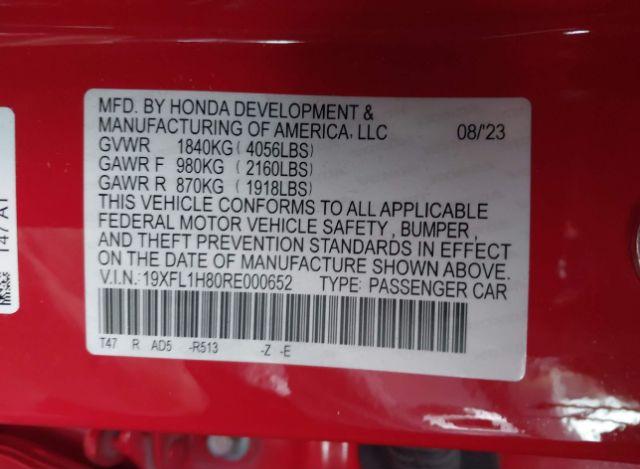 MFD. BY HONDA DEVELOPMENT &
MANUFACTURING OF AMERICA, LLC 08/'23
GVWR 1840KG ( 4056LBS)
GAWR F 980KG ( 2160LBS)
GAWR R 870KG ( 1918LBS)
THIS VEHICLE CONFORMS TO ALL APPLICABLE
FEDERAL MOTOR VEHICLE SAFETY , BUMPER ,
AND THEFT PREVENTION STANDARDS IN EFFECT
ON THE DATE OF MANUFACTURE SHOWN ABOVE.
V.I.N.:19XFL1H80RE000652 TYPE: PASSENGER CAR
T47 R AD5 -R513 -Z -E
T47 A1